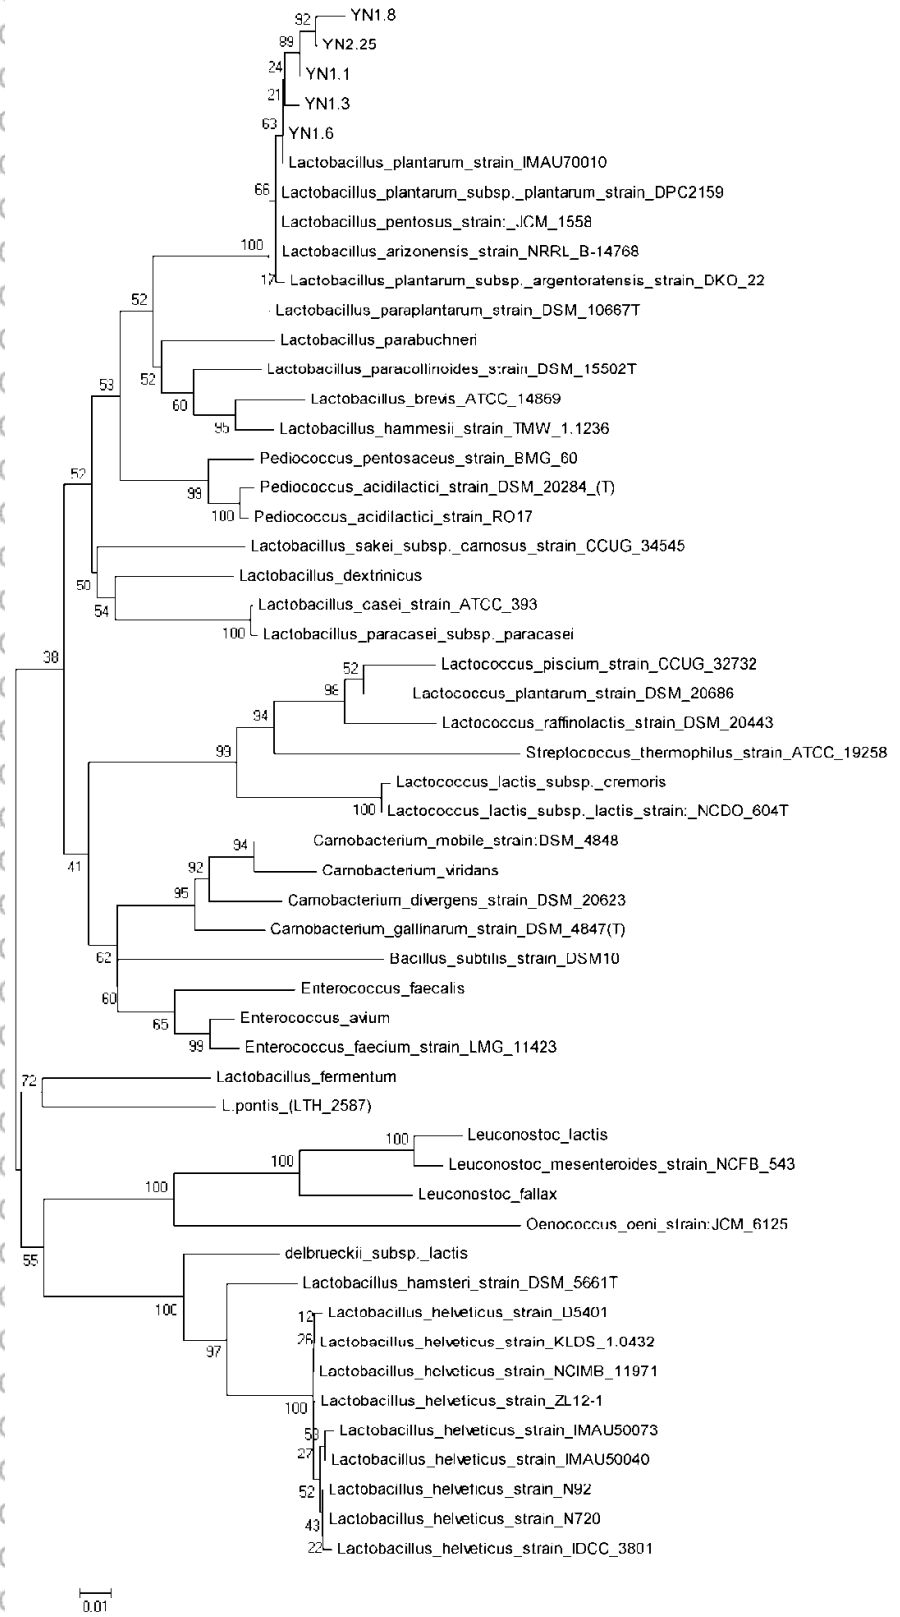 92
YN1.8
89
YN2.25
24
YN1.1
21
YN1.3
63
YN1.6
Lactobacillus_plantarum_strain_IMAU70010
66
Lactobacillus_plantarum_subsp._plantarum_strain_DPC2159
Lactobacillus_pentosus_strain:_JCM_1558
100
Lactobacillus_arizonensis_strain_NRRL_B-14768
17
Lactobacillus_plantarum_subsp._argentoratensis_strain_DKO_22
52
Lactobacillus_paraplantarum_strain_DSM_10667T
Lactobacillus_parabuchneri
52
Lactobacillus_paracollinoides_strain_DSM_15502T
53
60
Lactobacillus_brevis_ATCC_14869
95
Lactobacillus_hammesii_strain_TMW_1.1236
Pediococcus_pentosaceus_strain_BMG_60
52
99
Pediococcus_acidilactici_strain_DSM_20284_(T)
100
Pediococcus_acidilactici_strain_RO17
Lactobacillus_sakei_subsp._carnosus_strain_CCUG_34545
50
Lactobacillus_dextrinicus
54
Lactobacillus_casei_strain_ATCC_393
100
Lactobacillus_paracasei_subsp._paracasei
38
52
Lactococcus_piscium_strain_CCUG_32732
98
Lactococcus_plantarum_strain_DSM_20686
94
Lactococcus_raffinolactis_strain_DSM_20443
99
Streptococcus_thermophilus_strain_ATCC_19258
Lactococcus_lactis_subsp._cremoris
100
Lactococcus_lactis_subsp._lactis_strain:_NCDO_604T
94
Carnobacterium_mobile_strain:DSM_4848
41
92
Carnobacterium_viridans
95
Carnobacterium_divergens_strain_DSM_20623
Carnobacterium_gallinarum_strain_DSM_4847(T)
62
Bacillus_subtilis_strain_DSM10
60
Enterococcus_faecalis
65
Enterococcus_avium
99
Enterococcus_faecium_strain_LMG_11423
72
Lactobacillus_fermentum
L.pontis_(LTH_2587)
100
Leuconostoc_lactis
100
Leuconostoc_mesenteroides_strain_NCFB_543
100
Leuconostoc_fallax
Oenococcus_oeni_strain:JCM_6125
55
delbrueckii_subsp._lactis
100
Lactobacillus_hamsteri_strain_DSM_5661T
12
Lactobacillus_helveticus_strain_D5401
26
Lactobacillus_helveticus_strain_KLDS_1.0432
97
Lactobacillus_helveticus_strain_NCIMB_11971
100
Lactobacillus_helveticus_strain_ZL12-1
53
Lactobacillus_helveticus_strain_IMAU50073
27
Lactobacillus_helveticus_strain_IMAU50040
52
Lactobacillus_helveticus_strain_N92
43
Lactobacillus_helveticus_strain_N720
22
Lactobacillus_helveticus_strain_IDCC_3801
0.01